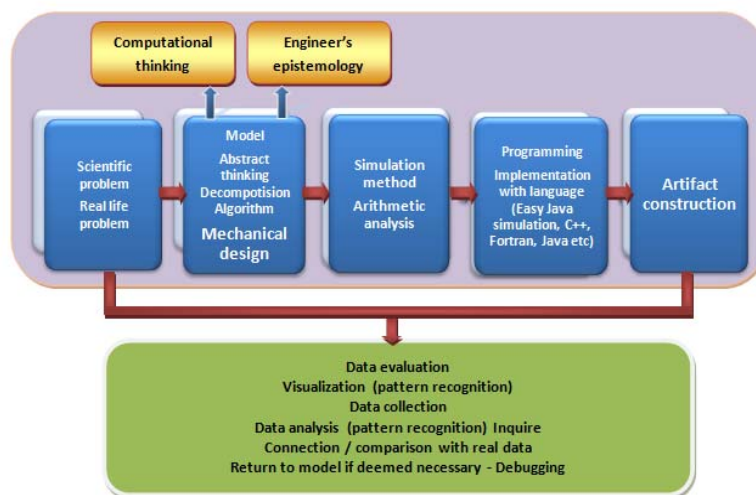 Computational
thinking
Engineer's
epistemology
Scientific
problem
Real life
problem
Model
Abstract
thinking
Decompotision
Algorithm
Mechanical
design
Simulation
method
Arithmetic
analysis
Programming
Implementation
with language
(Easy Java
simulation, C++,
Fortran, Java etc)
Artifact
construction
Data evaluation
Visualization (pattern recognition)
Data collection
Data analysis (pattern recognition) Inquire
Connection / comparison with real data
Return to model if deemed necessary - Debugging